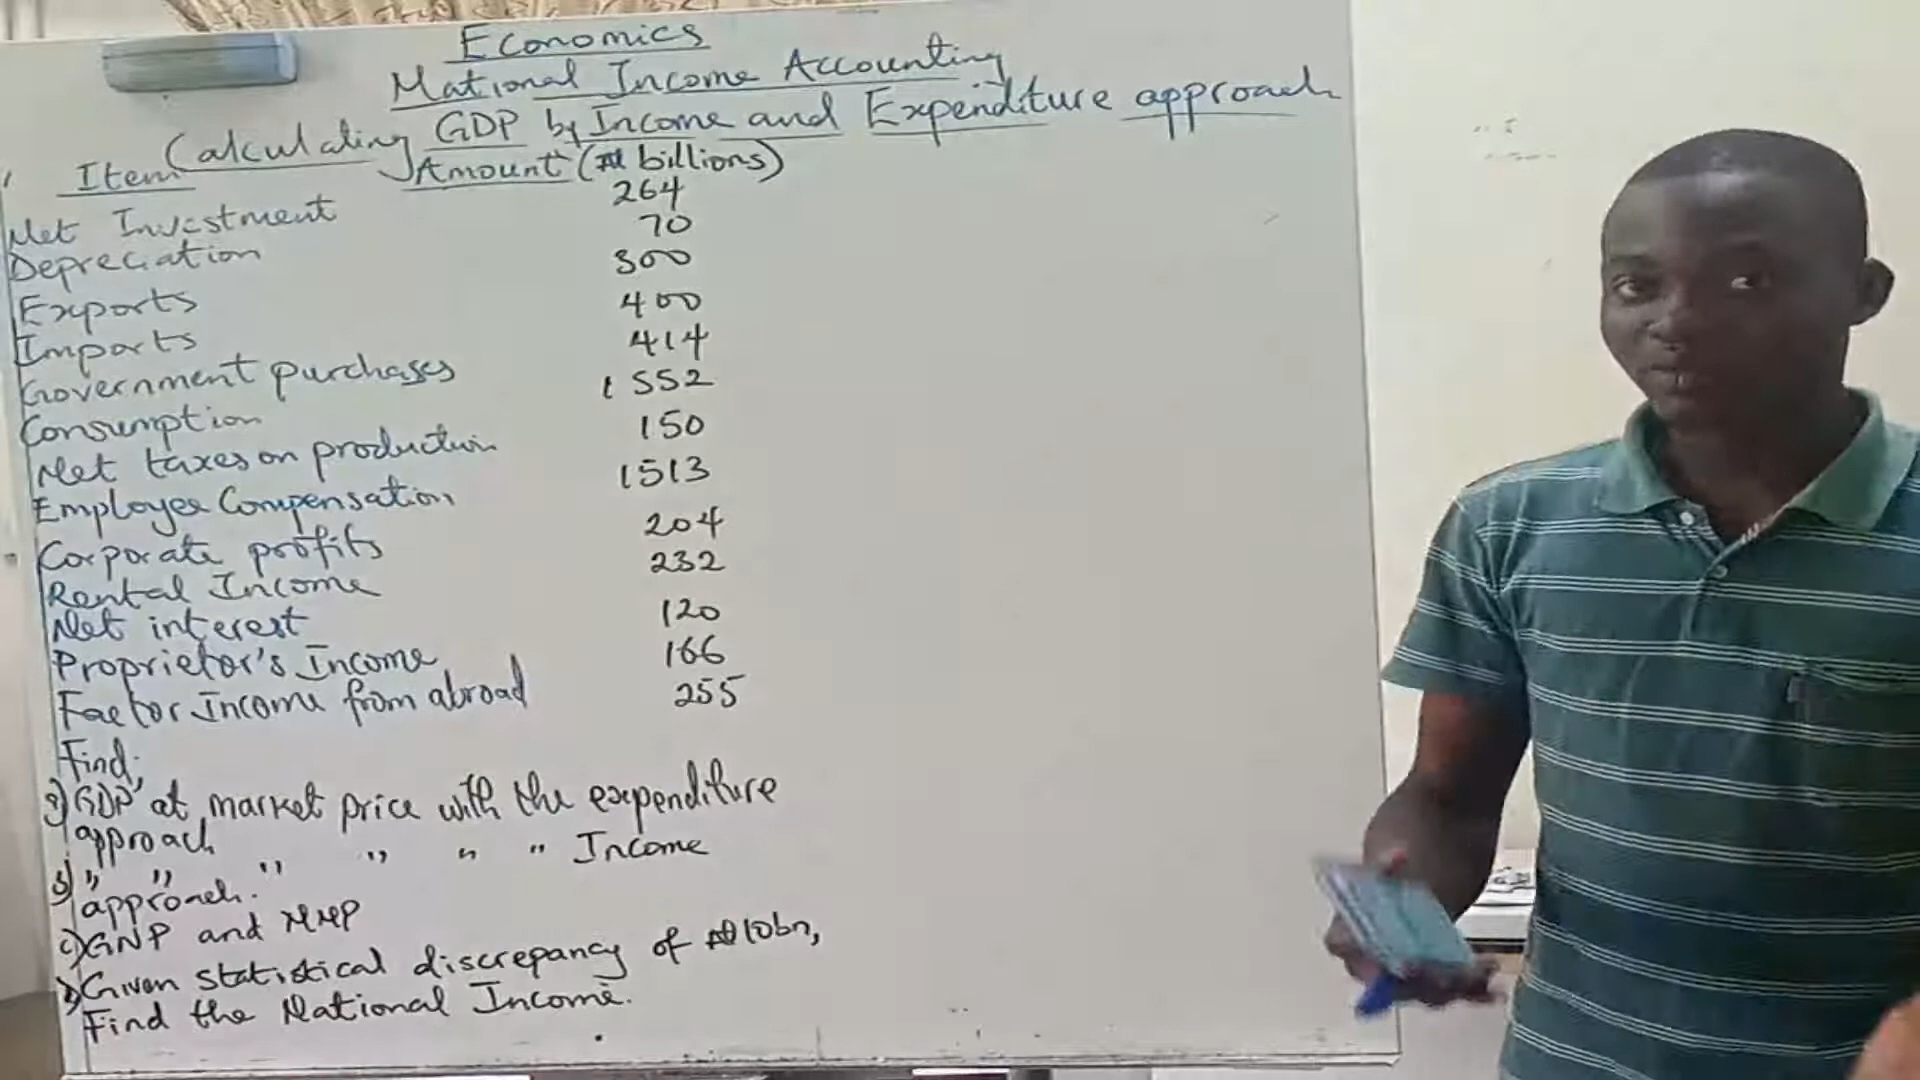 Economics
National Income Accounting
Calculating GDP by Income and Expenditure approach
Item Amount (₦ billions)
Net Investment 264
Depreciation 70
Exports 300
Imports 400
Government purchases 414
Consumption 1552
Net taxes on production 150
Employee Compensation 1513
Corporate profits 204
Rental Income 232
Net interest 120
Proprietor's Income 166
Factor Income from abroad 255
Find;
a) GDP at market price with the expenditure
approach
b) " " " " " " Income
approach.
c) GNP and NNP
d) Given statistical discrepancy of ₦10bn,
Find the National Income.